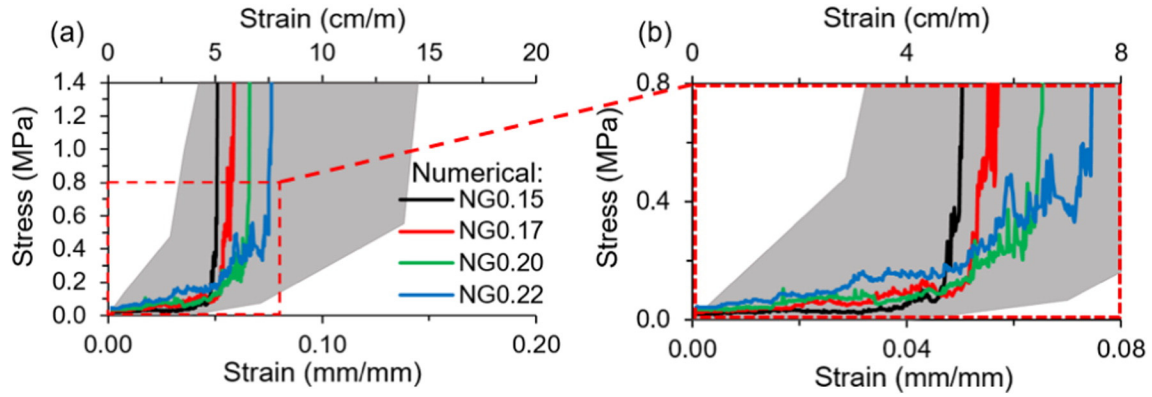 (a)
Strain (cm/m)
0 5 10 15 20
Stress (MPa)
1.4
1.2
1.0
0.8
0.6
0.4
0.2
0.0
Numerical:
NG0.15
NG0.17
NG0.20
NG0.22
0.00 0.10 0.20
Strain (mm/mm)
(b)
Strain (cm/m)
0 4 8
Stress (MPa)
0.8
0.4
0.0
0.00 0.04 0.08
Strain (mm/mm)